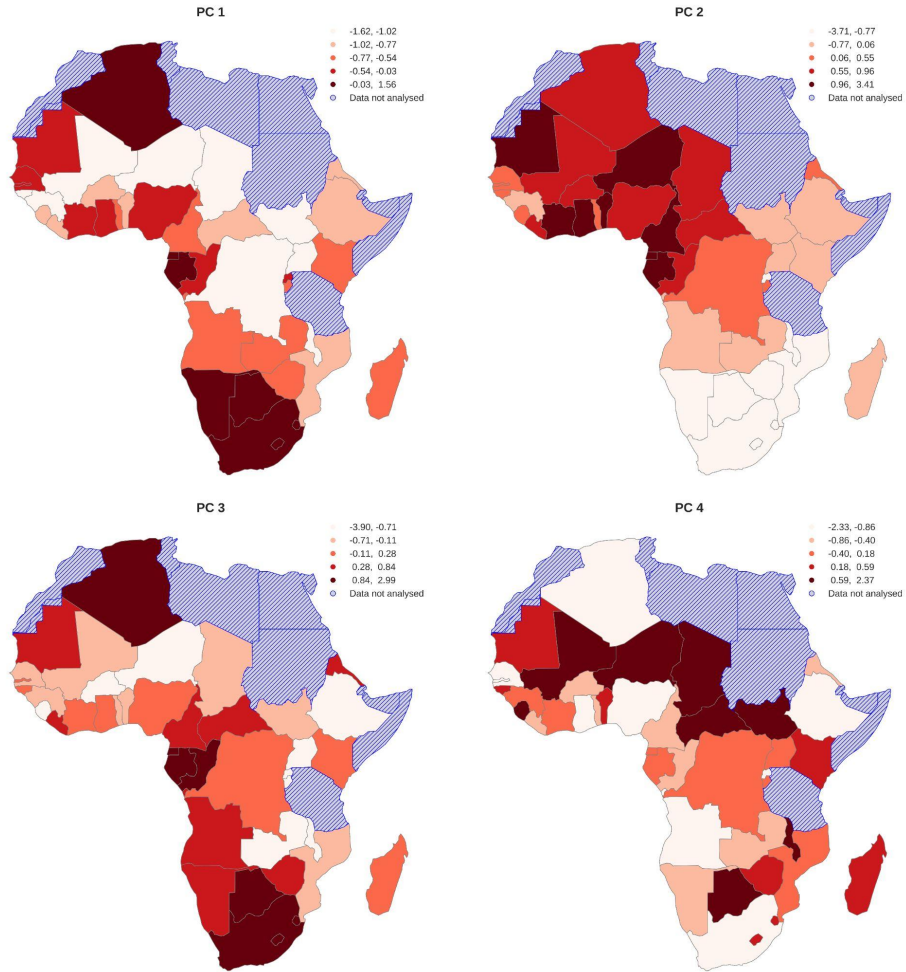 PC 1
-1.62, -1.02
-1.02, -0.77
-0.77, -0.54
-0.54, -0.03
-0.03, 1.56
Data not analysed
PC 2
-3.71, -0.77
-0.77, 0.06
0.06, 0.55
0.55, 0.96
0.96, 3.41
Data not analysed
PC 3
-3.90, -0.71
-0.71, -0.11
-0.11, 0.28
0.28, 0.84
0.84, 2.99
Data not analysed
PC 4
-2.33, -0.86
-0.86, -0.40
-0.40, 0.18
0.18, 0.59
0.59, 2.37
Data not analysed